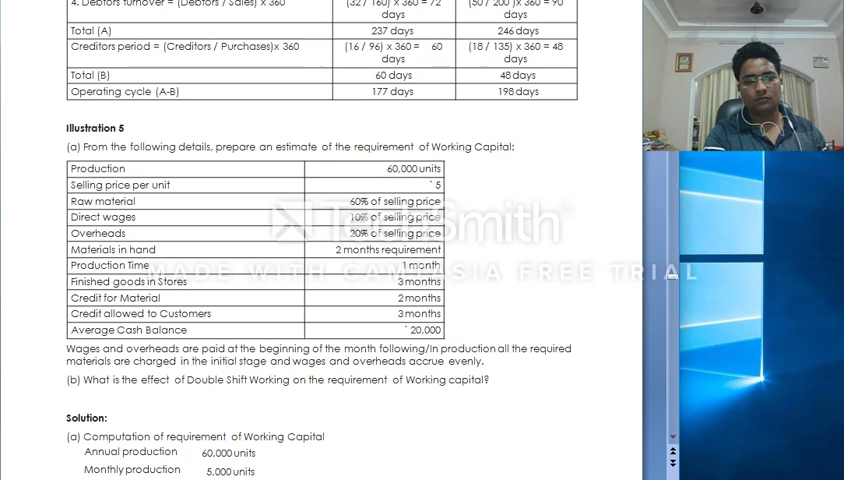 4. Debtors turnover = (Debtors / Sales) x 360 (32 / 160) x 360 = 72 days (50 / 200 ) x 360 = 90 days
Total (A) 237 days 246 days
Creditors period = (Creditors / Purchases)x 360 (16 / 96) x 360 = 60 days (18 / 135) x 360 = 48 days
Total (B) 60 days 48 days
Operating cycle (A-B) 177 days 198 days
Illustration 5
(a) From the following details, prepare an estimate of the requirement of Working Capital:
Production 60,000 units
Selling price per unit ` 5
Raw material 60% of selling price
Direct wages 10% of selling price
Overheads 20% of selling price
Materials in hand 2 months requirement
Production Time 1 month
Finished goods in Stores 3 months
Credit for Material 2 months
Credit allowed to Customers 3 months
Average Cash Balance ` 20,000
TechSmith
MADE WITH CAMTASIA FREE TRIAL
Wages and overheads are paid at the beginning of the month following/In production all the required
materials are charged in the initial stage and wages and overheads accrue evenly.
(b) What is the effect of Double Shift Working on the requirement of Working capital?
Solution:
(a) Computation of requirement of Working Capital
Annual production 60,000 units
Monthly production 5,000 units